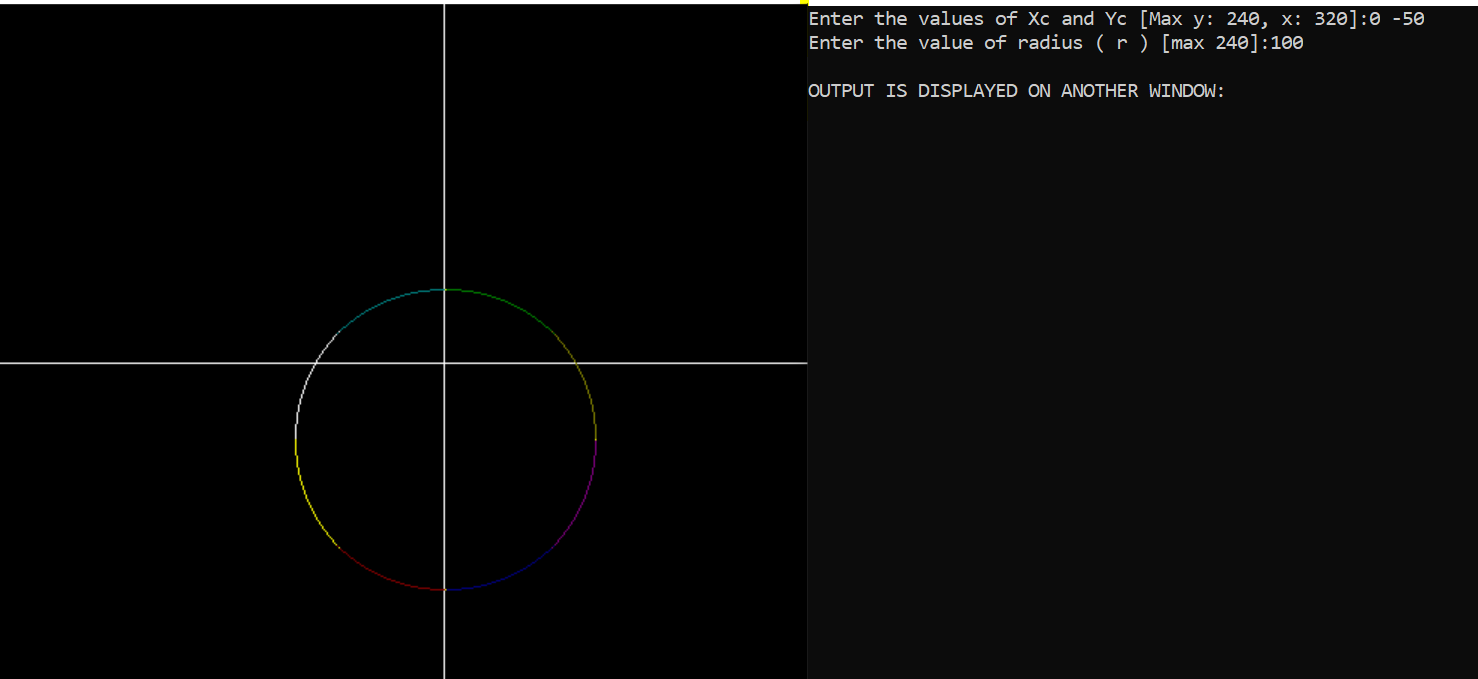 Enter the values of Xc and Yc [Max y: 240, x: 320]:0 -50
Enter the value of radius ( r ) [max 240]:100
OUTPUT IS DISPLAYED ON ANOTHER WINDOW: